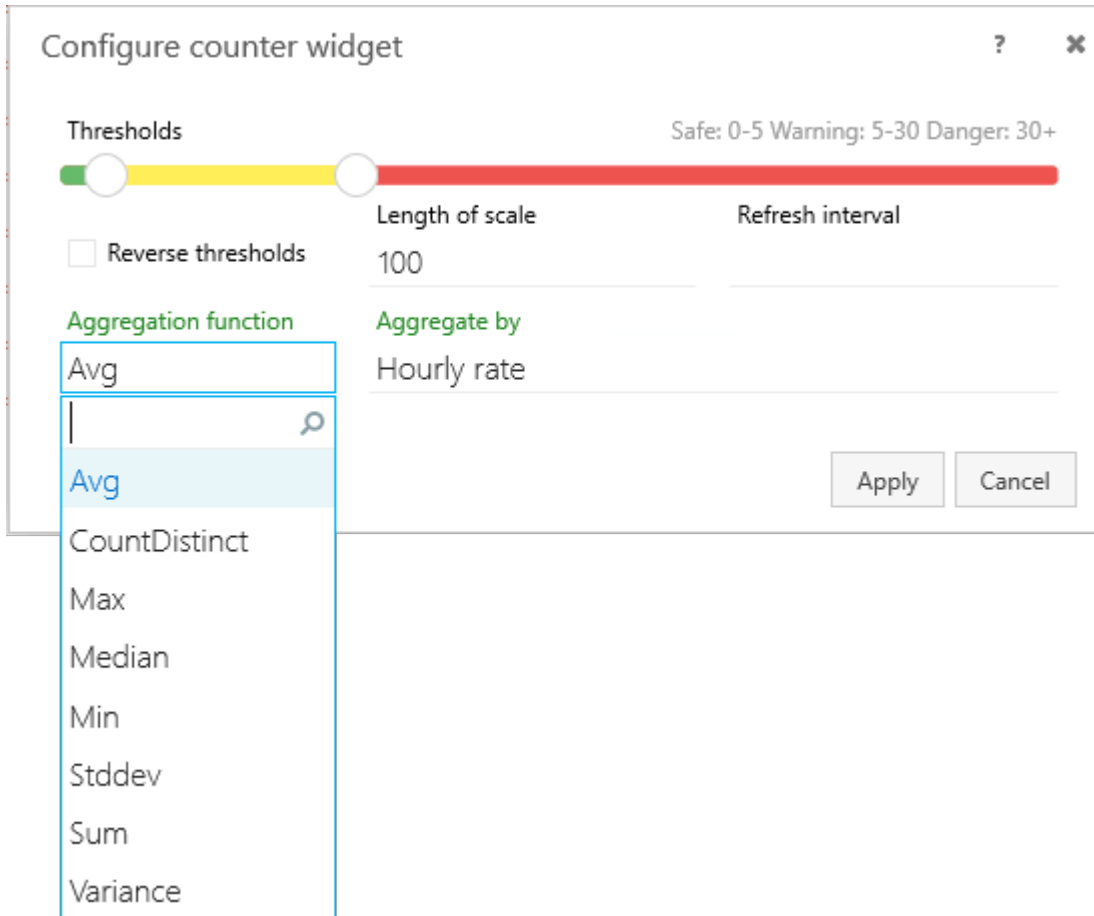 Configure counter widget ? ✖
Thresholds Safe: 0-5 Warning: 5-30 Danger: 30+
Length of scale Refresh interval
Reverse thresholds 100
Aggregation function Aggregate by
Avg Hourly rate
Avg
Apply Cancel
CountDistinct
Max
Median
Min
Stddev
Sum
Variance